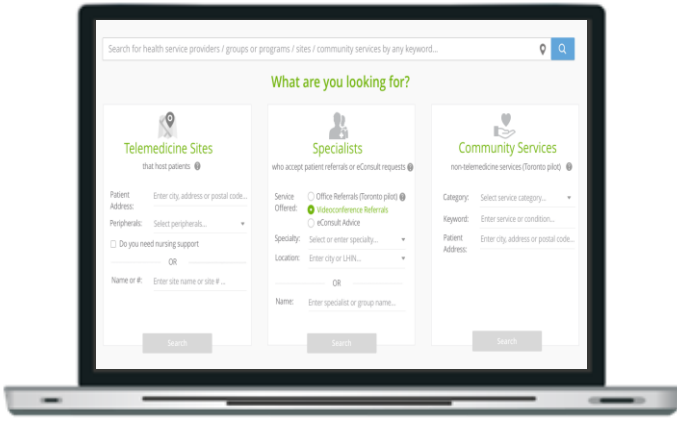 Search for health service providers / groups or programs / sites / community services by any keyword...
What are you looking for?
Telemedicine Sites
that host patients ?
Patient Address: Enter city, address or postal code...
Peripherals: Select peripherals...
Do you need nursing support
OR
Name or #: Enter site name or site # ...
Search
Specialists
who accept patient referrals or eConsult requests ?
Service Offered: Office Referrals (Toronto pilot) ?
Videoconference Referrals
eConsult Advice
Specialty: Select or enter specialty...
Location: Enter city or LHIN...
OR
Name: Enter specialist or group name...
Search
Community Services
non-telemedicine services (Toronto pilot) ?
Category: Select service category...
Keyword: Enter service or condition...
Patient Address: Enter city, address or postal code...
Search